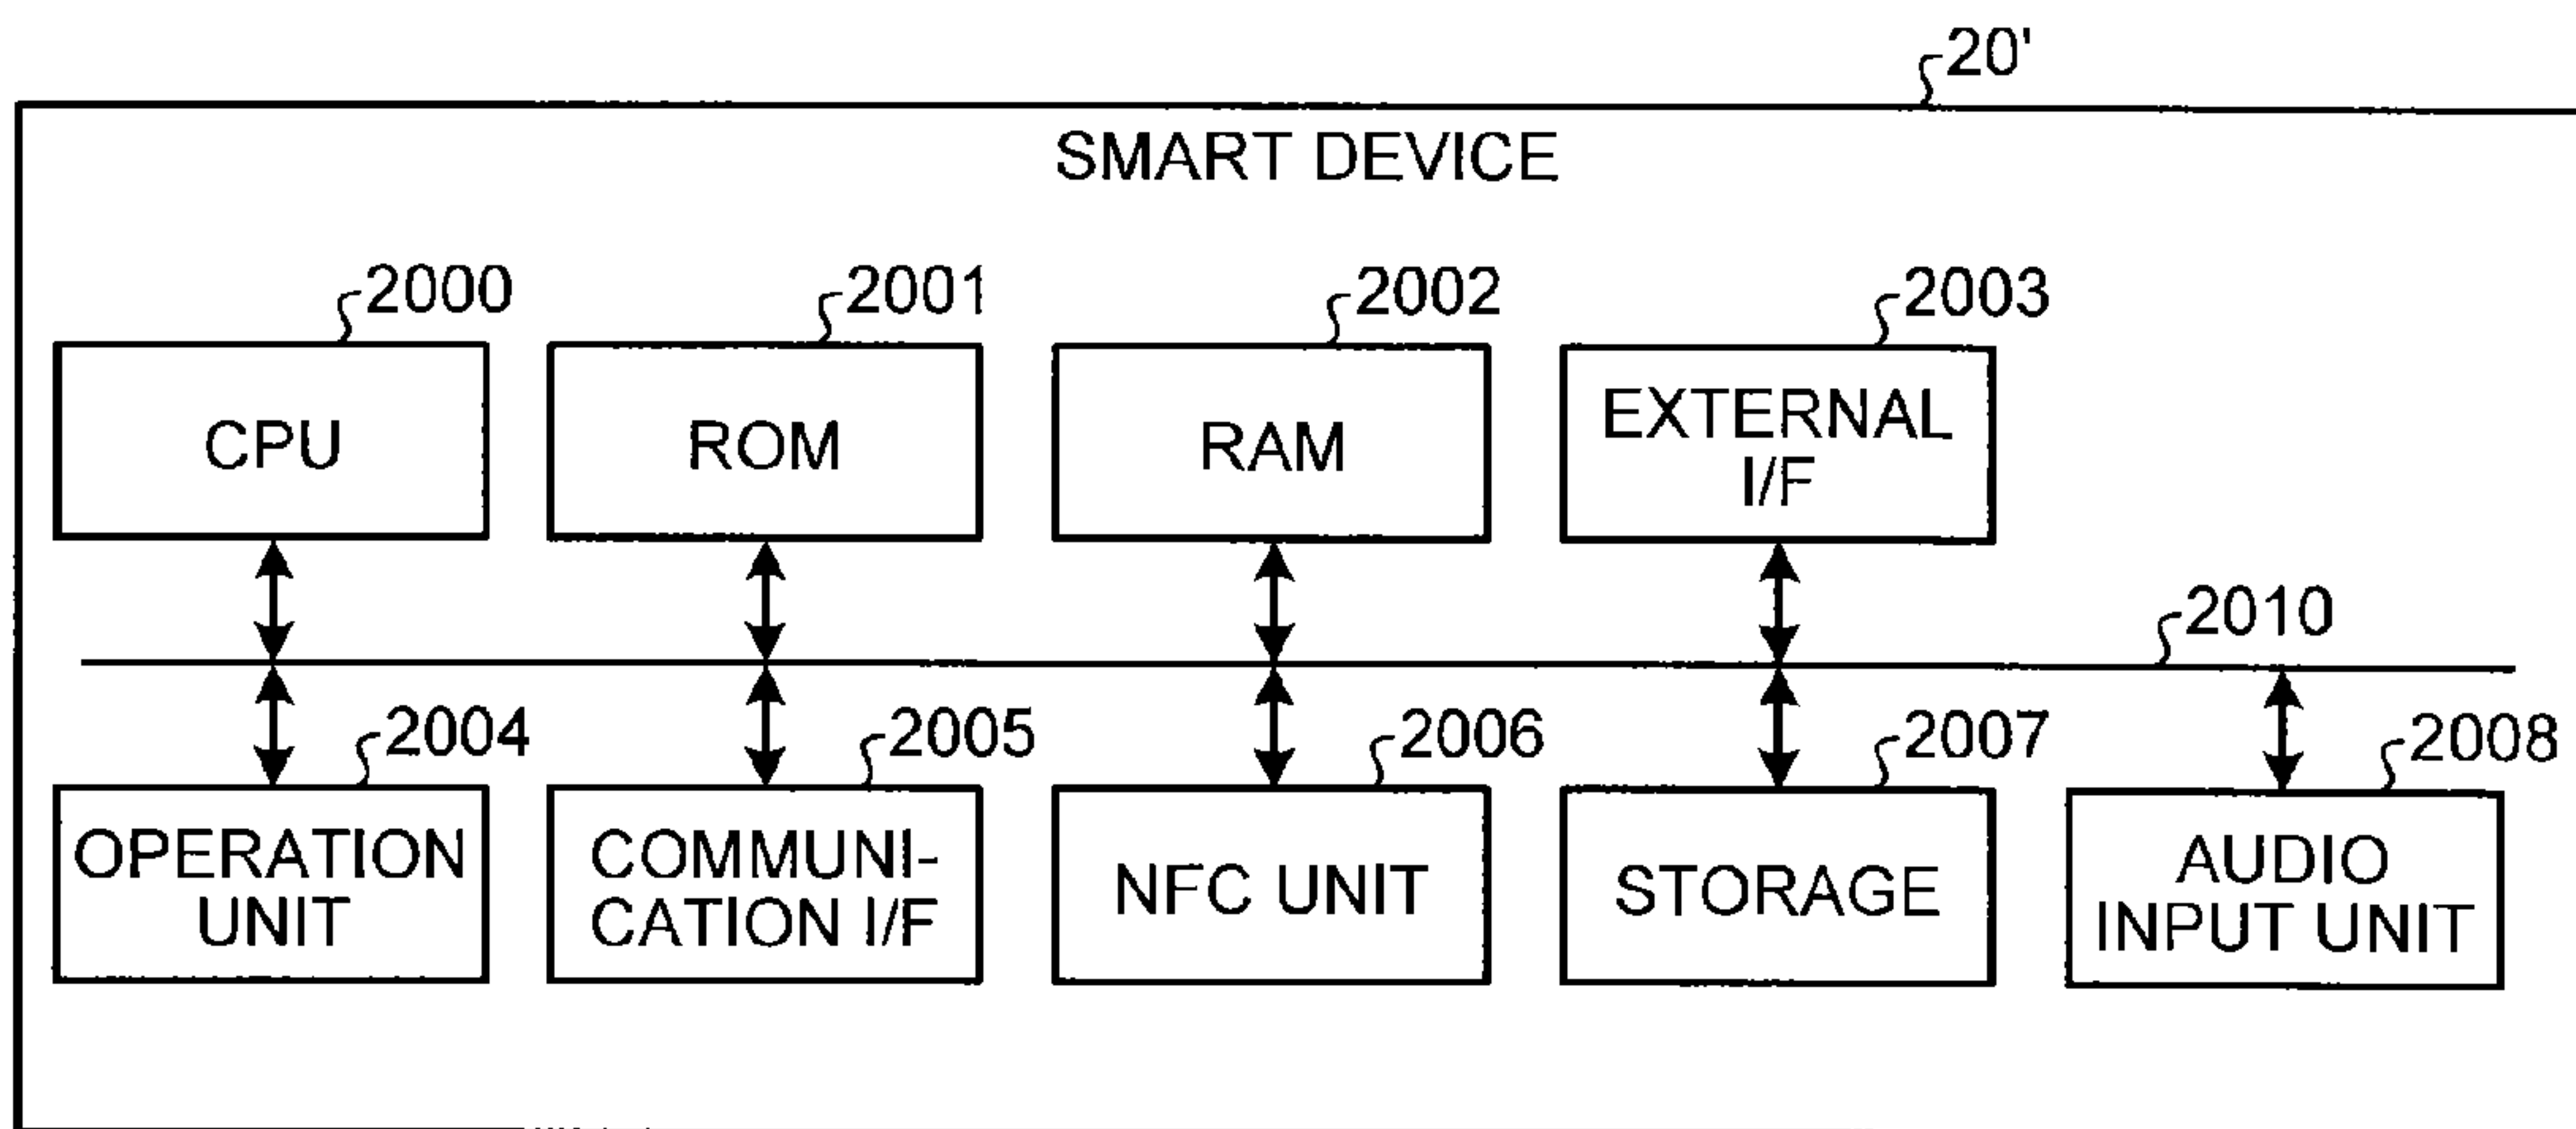 20'
SMART DEVICE
2000
2001
2002
2003
CPU
ROM
RAM
EXTERNAL
I/F
2010
2004
2005
2006
2007
2008
OPERATION
UNIT
COMMUNI-
CATION I/F
NFC UNIT
STORAGE
AUDIO
INPUT UNIT